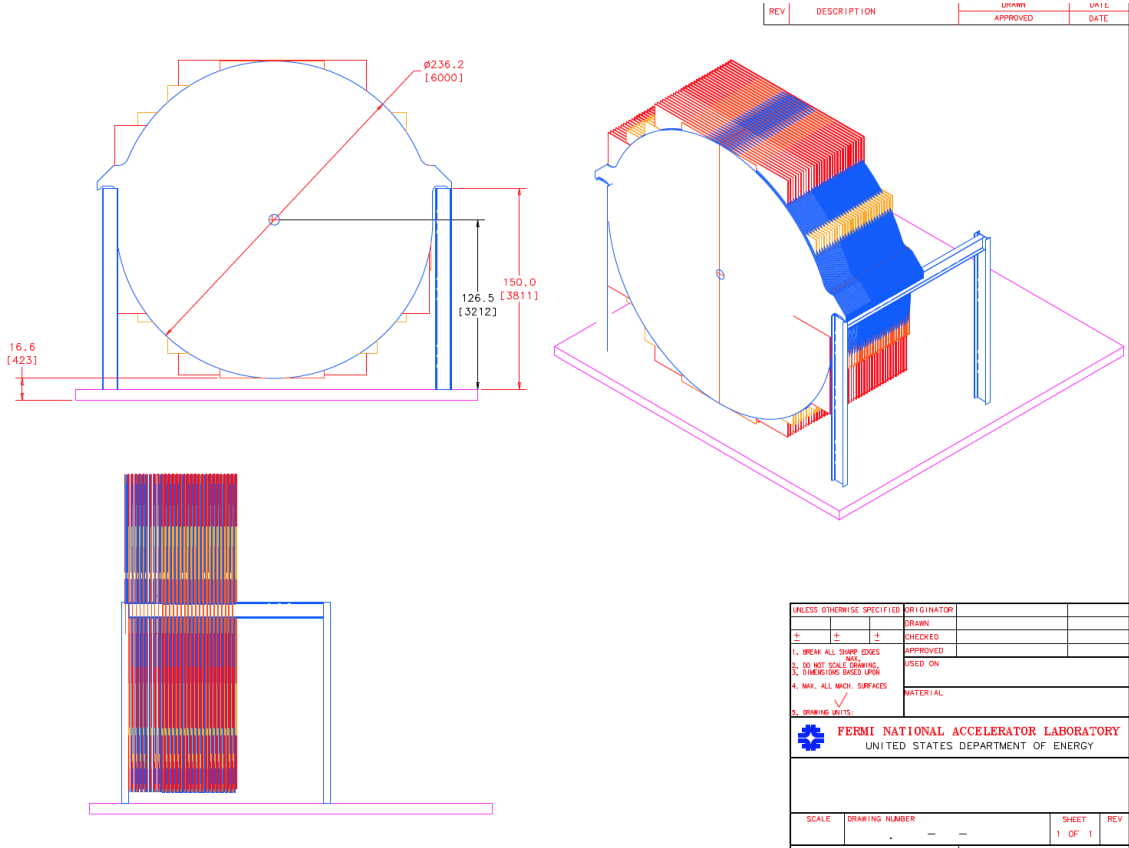 REV DESCRIPTION DRAWN DATE
APPROVED DATE
ø236.2
[6000]
150.0
[3811]
126.5
[3212]
16.6
[423]
UNLESS OTHERWISE SPECIFIED ORIGINATOR
DRAWN
± ± ± CHECKED
APPROVED
1. BREAK ALL SHARP EDGES
MAX.
2. DO NOT SCALE DRAWING.
3. DIMENSIONS BASED UPON
USED ON
4. MAX. ALL MACH. SURFACES
MATERIAL
5. DRAWING UNITS:
FERMI NATIONAL ACCELERATOR LABORATORY
UNITED STATES DEPARTMENT OF ENERGY
SCALE DRAWING NUMBER SHEET REV
. — — 1 OF 1